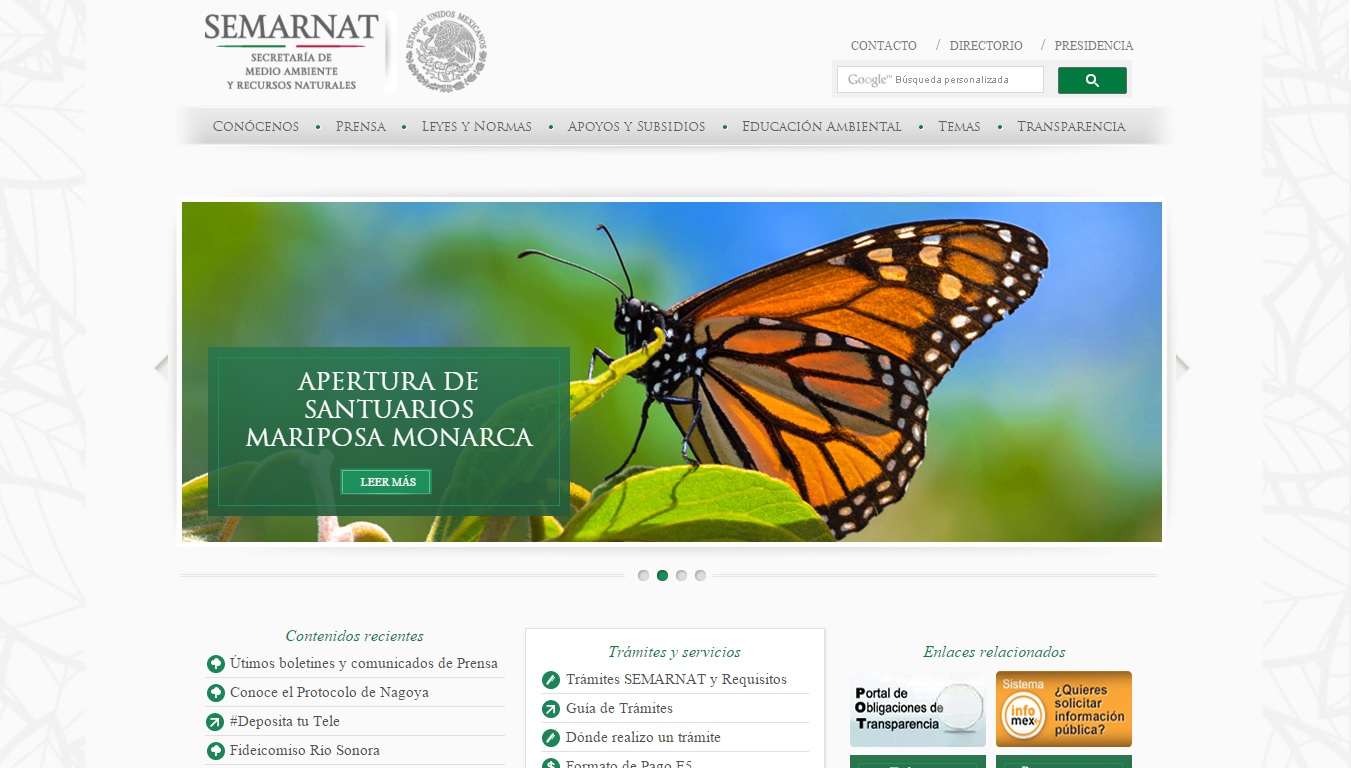 SEMARNAT
SECRETARÍA DE
MEDIO AMBIENTE
Y RECURSOS NATURALES
ESTADOS UNIDOS MEXICANOS
CONTACTO / DIRECTORIO / PRESIDENCIA
Google™ Búsqueda personalizada
CONÓCENOS • PRENSA • LEYES Y NORMAS • APOYOS Y SUBSIDIOS • EDUCACIÓN AMBIENTAL • TEMAS • TRANSPARENCIA
APERTURA DE
SANTUARIOS
MARIPOSA MONARCA
LEER MÁS
Contenidos recientes
Útimos boletines y comunicados de Prensa
Conoce el Protocolo de Nagoya
#Deposita tu Tele
Fideicomiso Río Sonora
Trámites y servicios
Trámites SEMARNAT y Requisitos
Guía de Trámites
Dónde realizo un trámite
Formato de Pago E5
Enlaces relacionados
Portal de
Obligaciones de
Transparencia
Sistema
info
mex
¿Quieres
solicitar
información
pública?